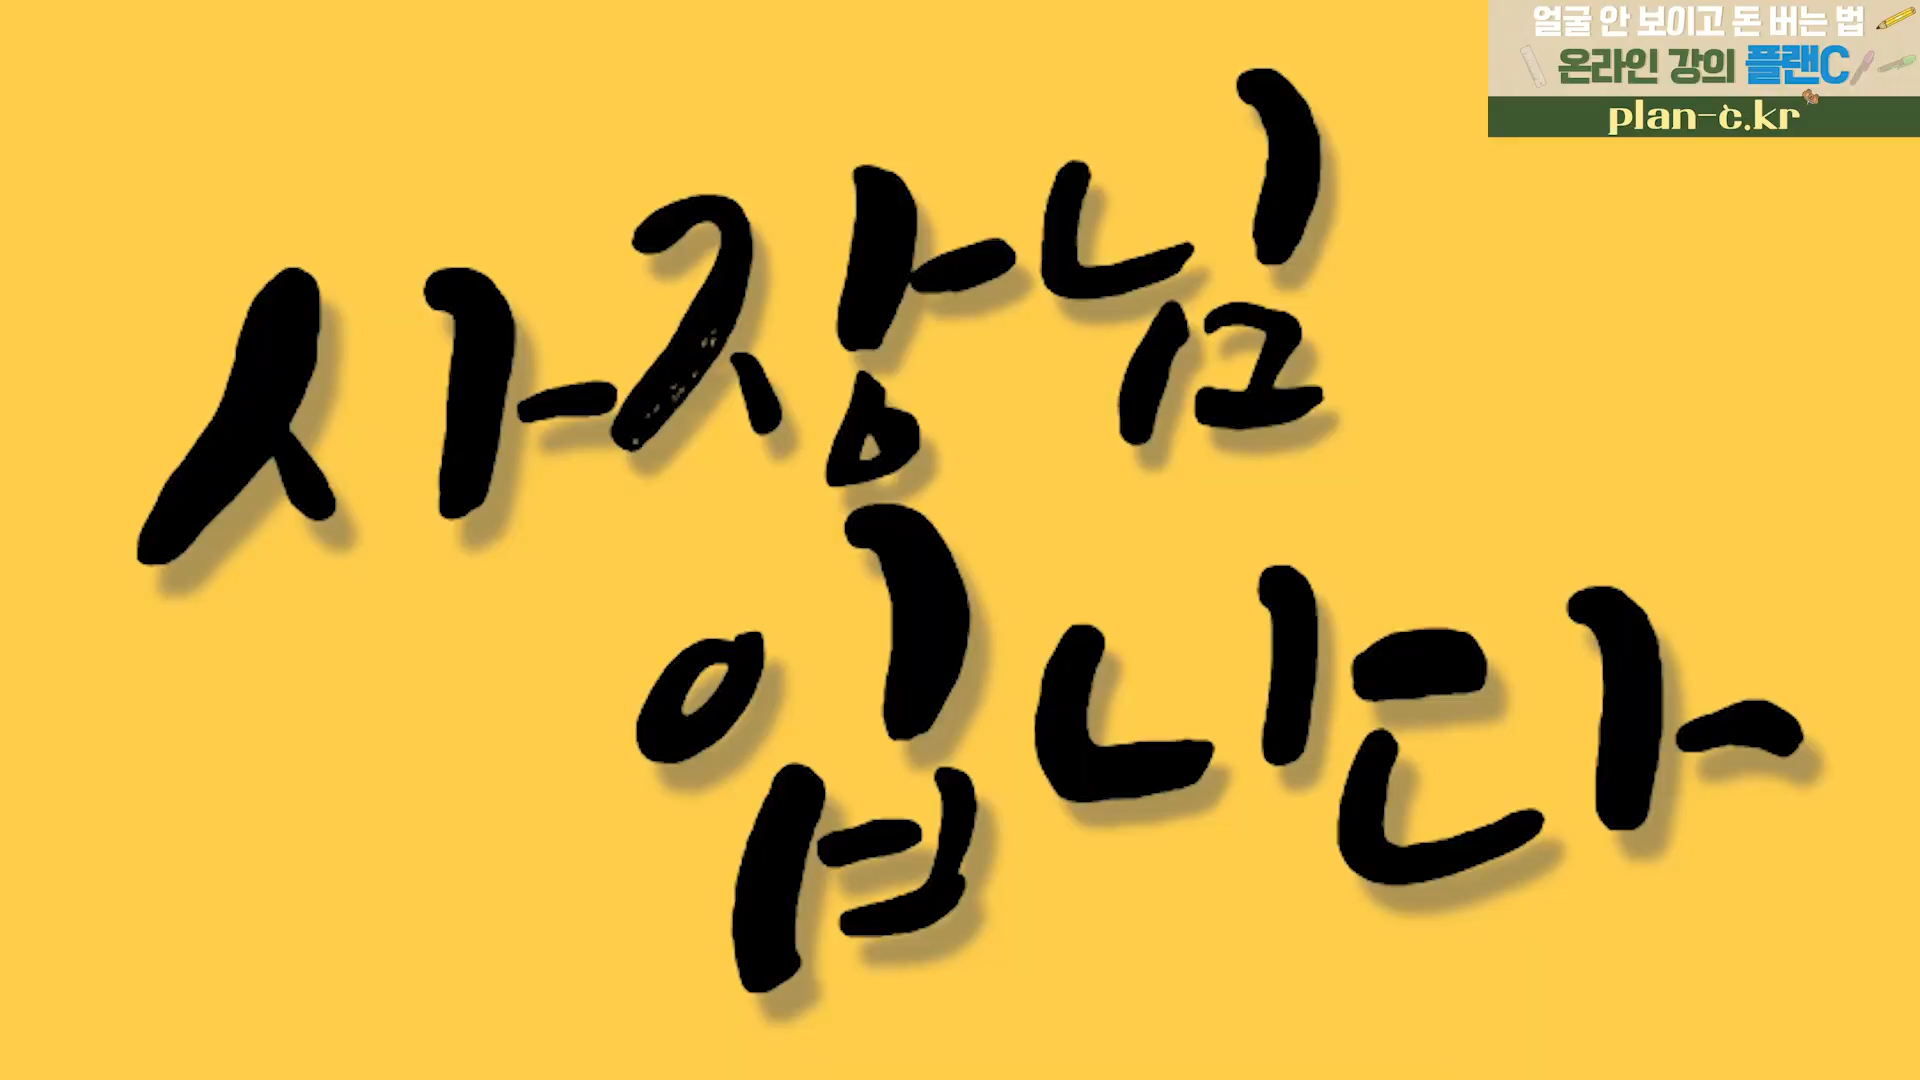 얼굴 안 보이고 돈 버는 법
온라인 강의 플랜C
plan-c.kr
사장님
입니다